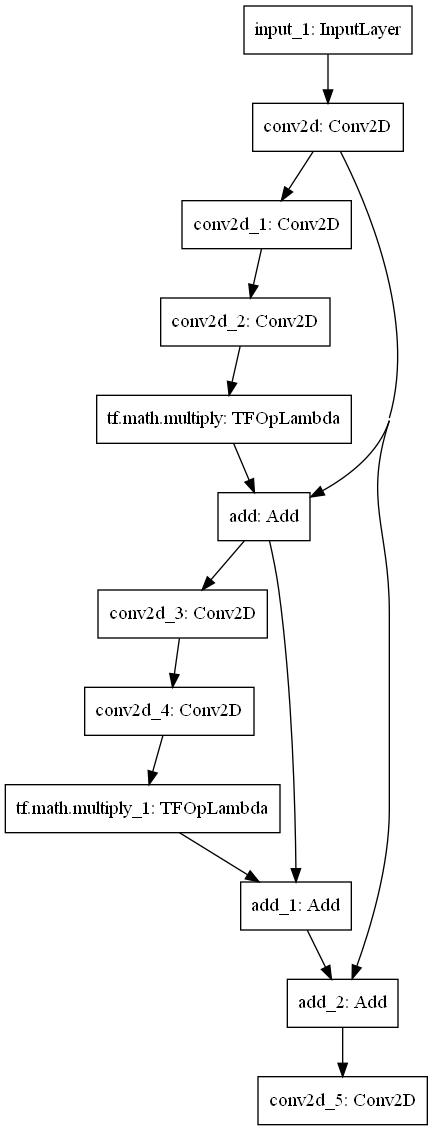 input_1: InputLayer
conv2d: Conv2D
conv2d_1: Conv2D
conv2d_2: Conv2D
tf.math.multiply: TFOpLambda
add: Add
conv2d_3: Conv2D
conv2d_4: Conv2D
tf.math.multiply_1: TFOpLambda
add_1: Add
add_2: Add
conv2d_5: Conv2D